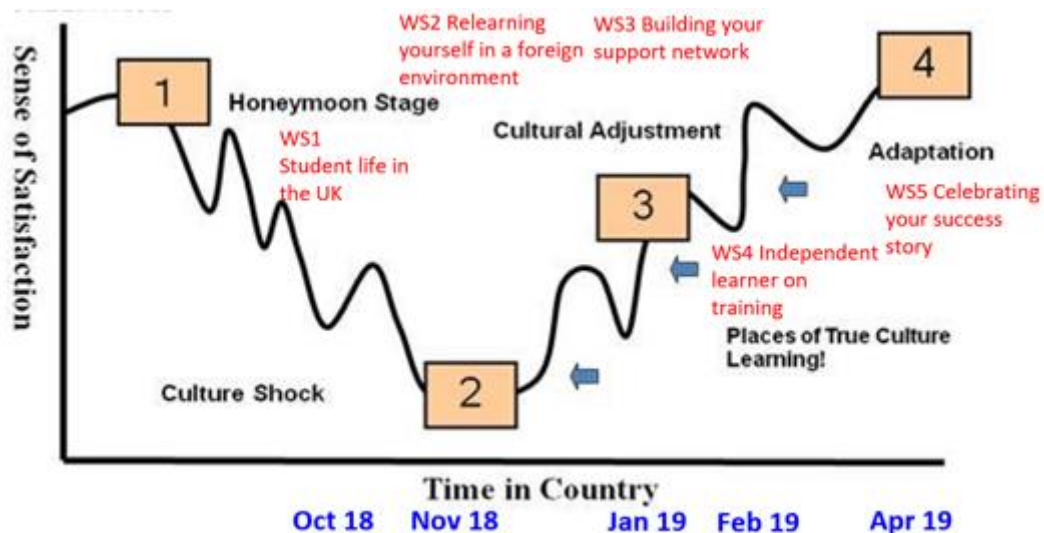 Sense of Satisfaction
WS2 Relearning
yourself in a foreign
environment
WS3 Building your
support network
1
4
Honeymoon Stage
WS1
Student life in
the UK
Cultural Adjustment
Adaptation
3
WS5 Celebrating
your success
story
WS4 Independent
learner on
training
Places of True Culture
Learning!
Culture Shock
2
Time in Country
Oct 18
Nov 18
Jan 19
Feb 19
Apr 19